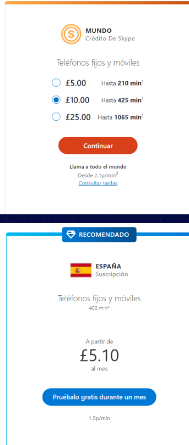 MUNDO
Crédito De Skype
Teléfonos fijos y móviles
£5.00 Hasta 210 min¹
£10.00 Hasta 425 min¹
£25.00 Hasta 1065 min¹
Continuar
Llama a todo el mundo
Desde 2.1p/min²
Consultar tarifas
RECOMENDADO
ESPAÑA
Suscripción
Teléfonos fijos y móviles
400 min⁴
A partir de
£5.10
al mes
Pruébalo gratis durante un mes
1.5p/min